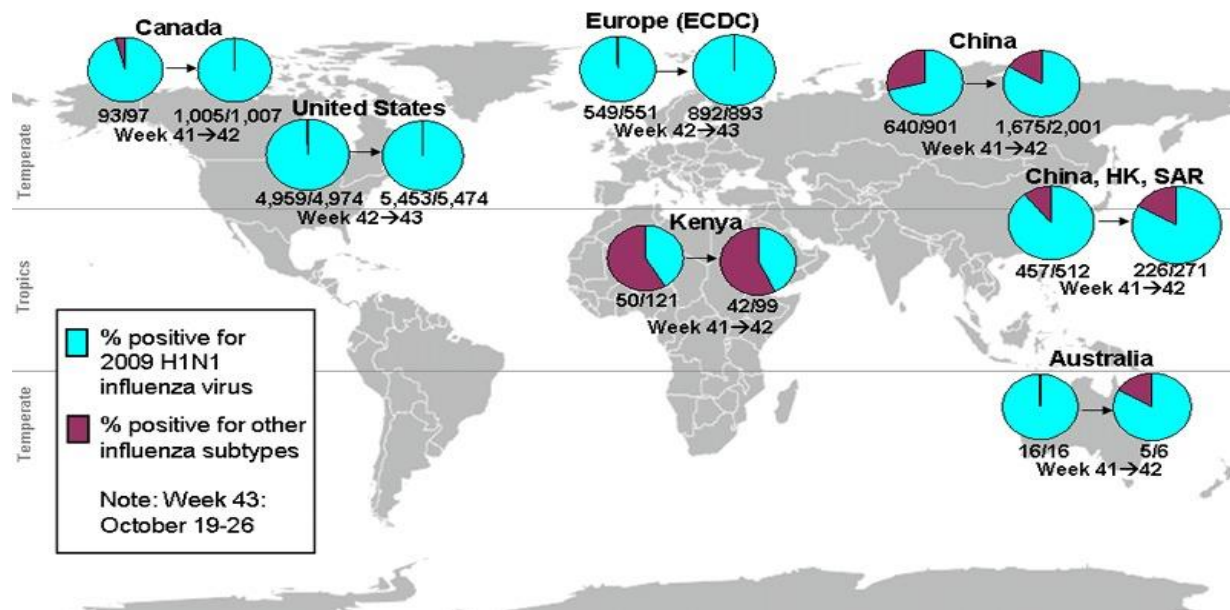 Canada
93/97 1,005/1,007
Week 41→42
United States
4,959/4,974 5,453/5,474
Week 42→43
Europe (ECDC)
549/551 892/893
Week 42→43
China
640/901 1,675/2,001
Week 41→42
China, HK, SAR
457/512 226/271
Week 41→42
Kenya
50/121 42/99
Week 41→42
Australia
16/16 5/6
Week 41→42
Temperate
Tropics
Temperate
% positive for
2009 H1N1
influenza virus
% positive for other
influenza subtypes
Note: Week 43:
October 19-26